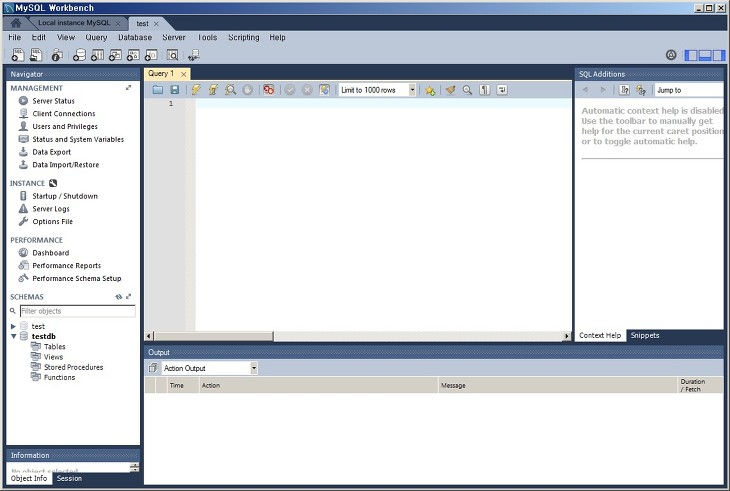 MySQL Workbench
Local instance MySQL
test
File Edit View Query Database Server Tools Scripting Help
Navigator
MANAGEMENT
Server Status
Client Connections
Users and Privileges
Status and System Variables
Data Export
Data Import/Restore
INSTANCE
Startup / Shutdown
Server Logs
Options File
PERFORMANCE
Dashboard
Performance Reports
Performance Schema Setup
SCHEMAS
Filter objects
test
testdb
Tables
Views
Stored Procedures
Functions
Information
No object selected
Object Info Session
Query 1
Limit to 1000 rows
1
SQL Additions
Jump to
Automatic context help is disabled
Use the toolbar to manually get
help for the current caret position
or to toggle automatic help.
Context Help Snippets
Output
Action Output
Time Action Message Duration
/ Fetch